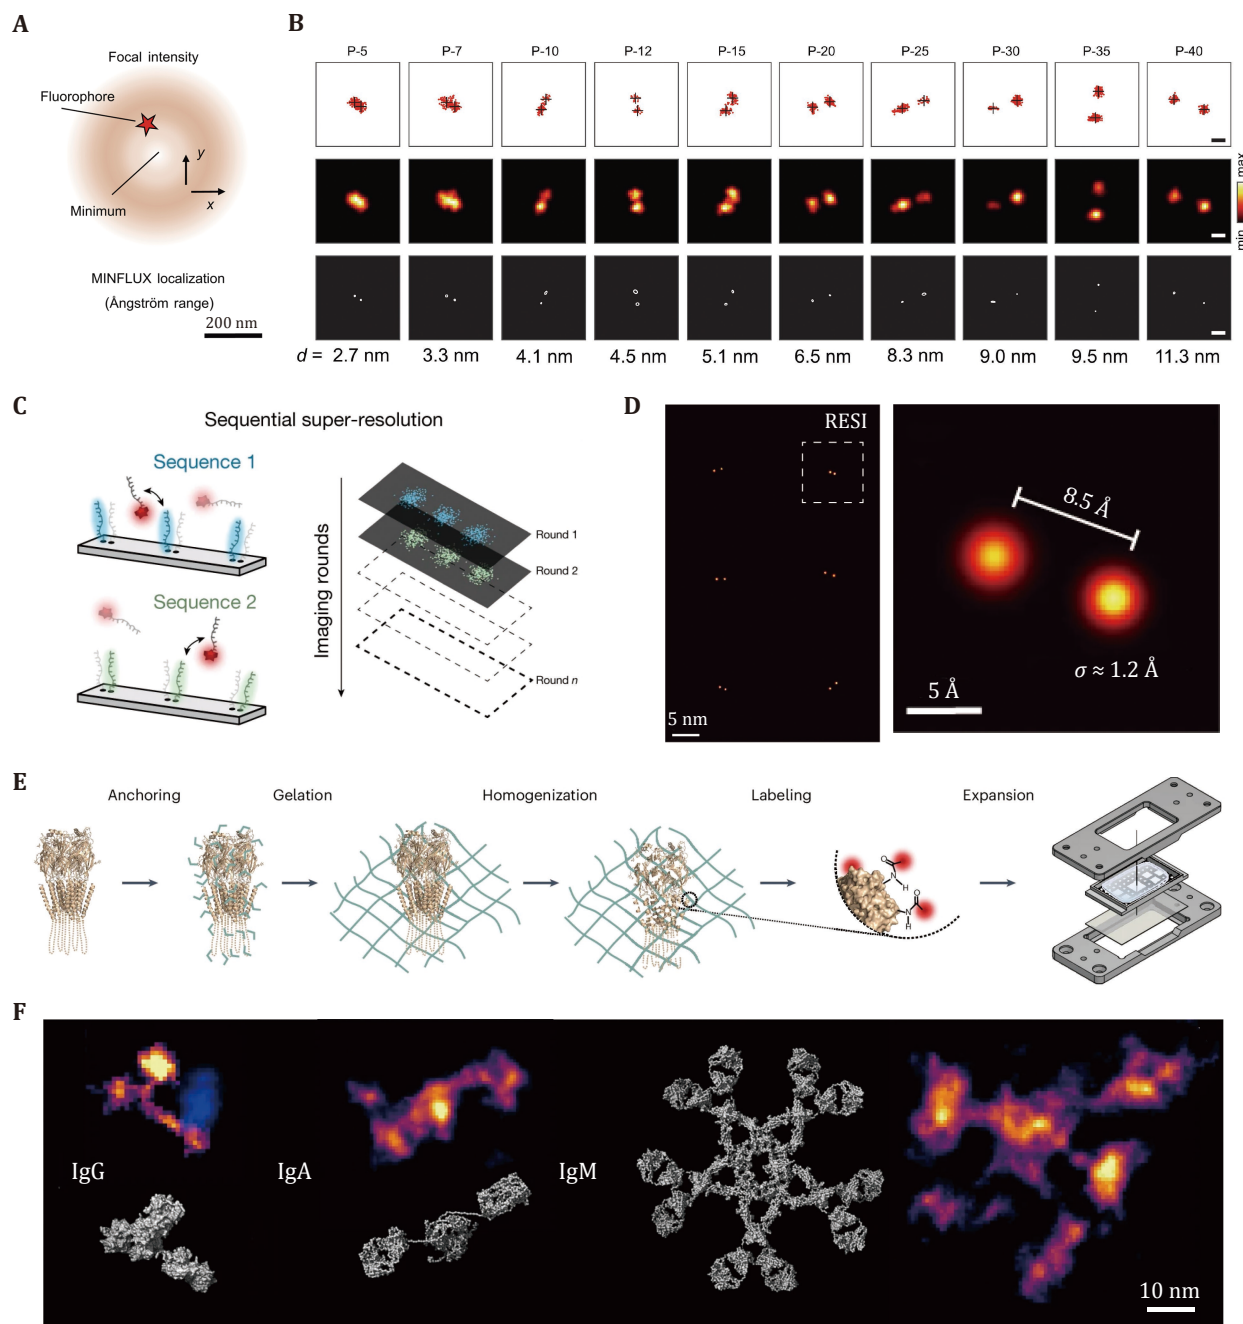 A
Focal intensity
Fluorophore
y
x
Minimum
MINFLUX localization
(Ångström range)
200 nm
B
P-5 P-7 P-10 P-12 P-15 P-20 P-25 P-30 P-35 P-40
max
min
d = 2.7 nm 3.3 nm 4.1 nm 4.5 nm 5.1 nm 6.5 nm 8.3 nm 9.0 nm 9.5 nm 11.3 nm
C
Sequential super-resolution
Sequence 1
Sequence 2
Imaging rounds
Round 1
Round 2
Round n
D
RESI
5 nm
8.5 Å
σ ≈ 1.2 Å
5 Å
E
Anchoring Gelation Homogenization Labeling Expansion
O
N
H
O
N
H
F
IgG
IgA
IgM
10 nm